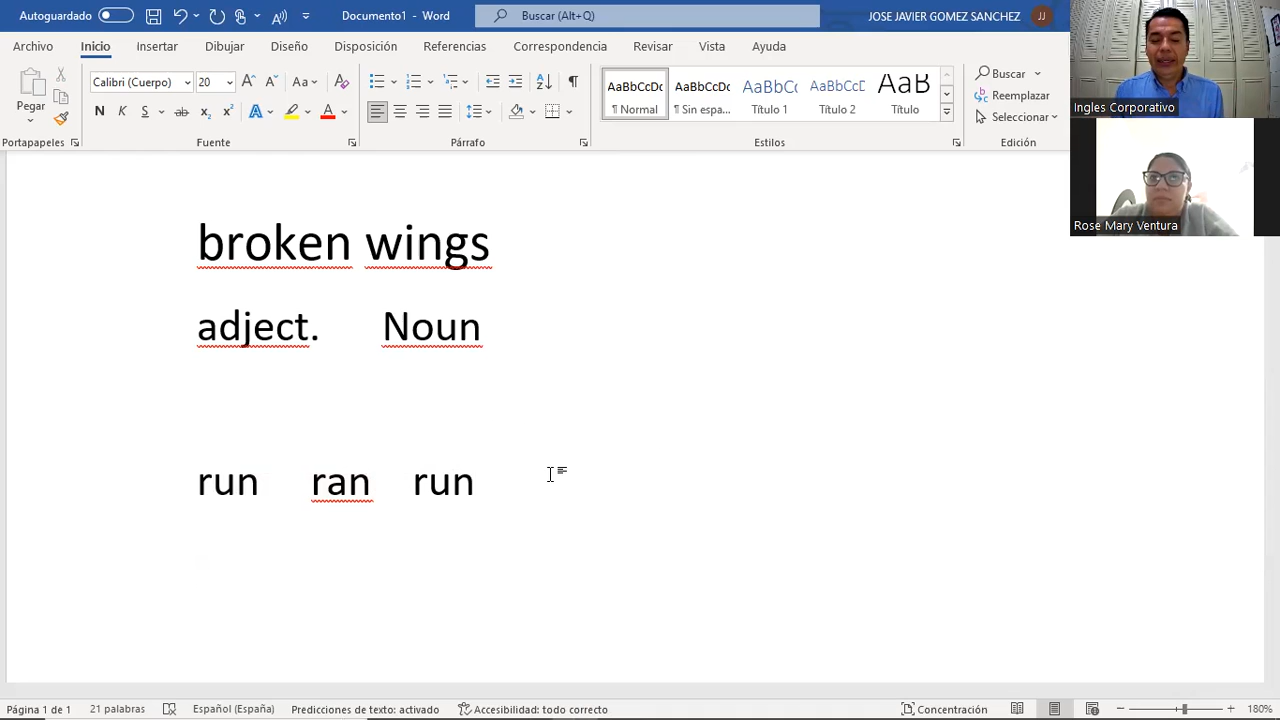 Autoguardado Documento1 - Word Buscar (Alt+Q) JOSE JAVIER GOMEZ SANCHEZ JJ
Archivo Inicio Insertar Dibujar Diseño Disposición Referencias Correspondencia Revisar Vista Ayuda
Pegar
Calibri (Cuerpo) 20
AaBbCcDc AaBbCcDc AaBbCc AaBbCcD AaB
¶ Normal ¶ Sin espa... Título 1 Título 2 Título
Buscar
Reemplazar
Seleccionar
Portapapeles Fuente Párrafo Estilos Edición
Ingles Corporativo
Rose Mary Ventura
broken wings
adject. Noun
run ran run
Página 1 de 1 21 palabras Español (España) Predicciones de texto: activado Accesibilidad: todo correcto Concentración 180%